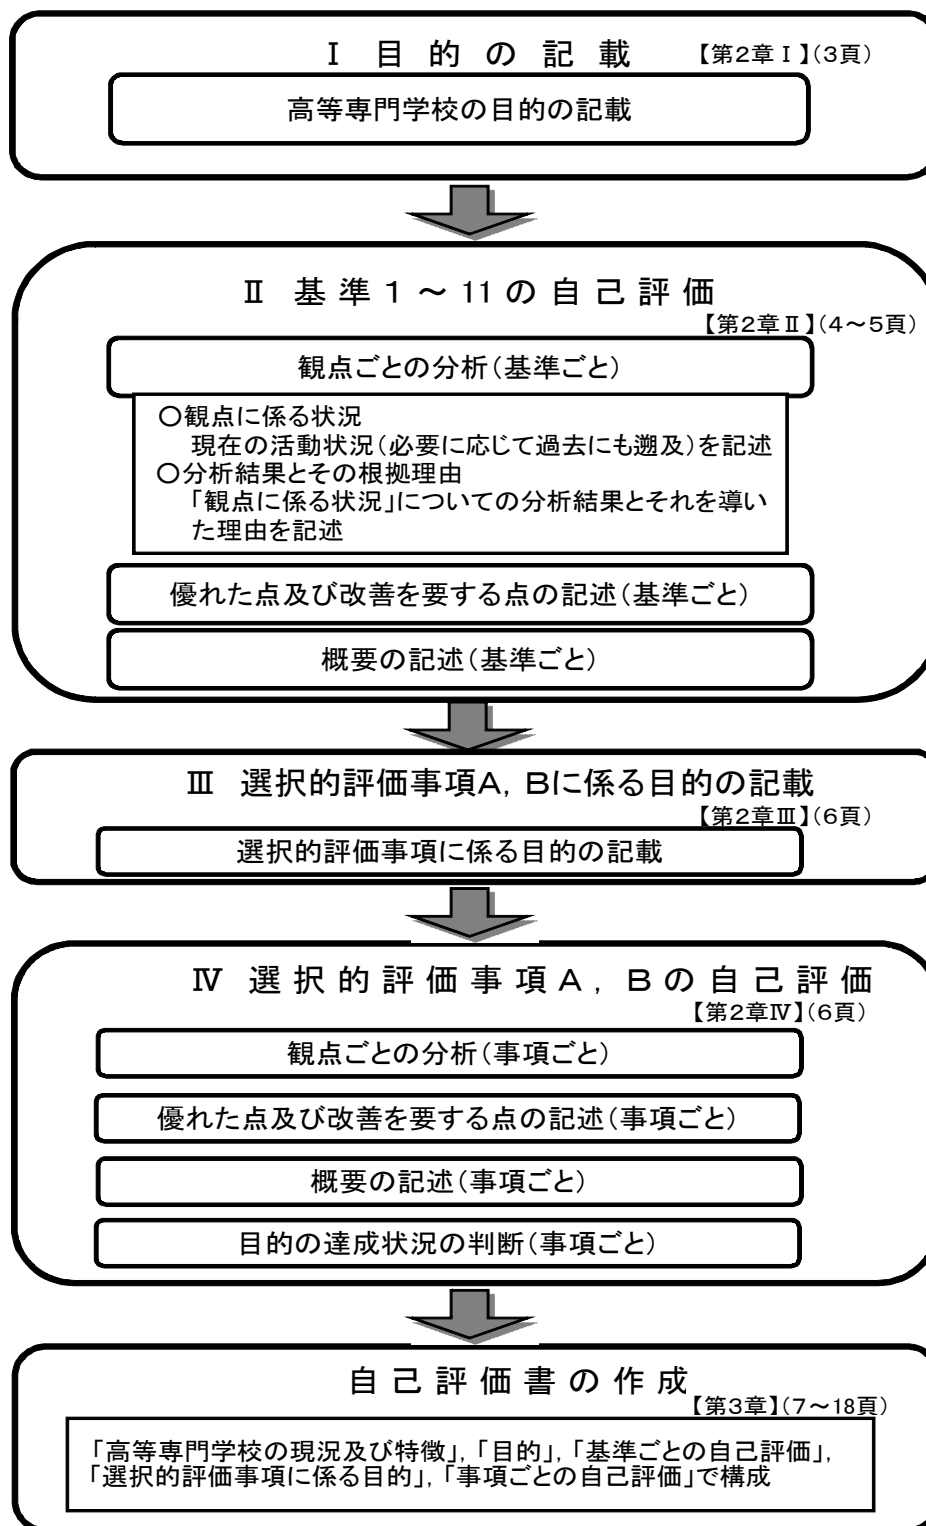 Ⅰ 目的の記載 【第2章Ⅰ】(3頁)
高等専門学校の目的の記載
Ⅱ 基準1～11の自己評価
【第2章Ⅱ】(4～5頁)
観点ごとの分析(基準ごと)
○観点に係る状況
現在の活動状況(必要に応じて過去にも遡及)を記述
○分析結果とその根拠理由
「観点に係る状況」についての分析結果とそれを導い
た理由を記述
優れた点及び改善を要する点の記述(基準ごと)
概要の記述(基準ごと)
Ⅲ 選択的評価事項A, Bに係る目的の記載
【第2章Ⅲ】(6頁)
選択的評価事項に係る目的の記載
Ⅳ 選択的評価事項A, Bの自己評価
【第2章Ⅳ】(6頁)
観点ごとの分析(事項ごと)
優れた点及び改善を要する点の記述(事項ごと)
概要の記述(事項ごと)
目的の達成状況の判断(事項ごと)
自己評価書の作成
【第3章】(7～18頁)
「高等専門学校の現況及び特徴」, 「目的」, 「基準ごとの自己評価」,
「選択的評価事項に係る目的」, 「事項ごとの自己評価」で構成